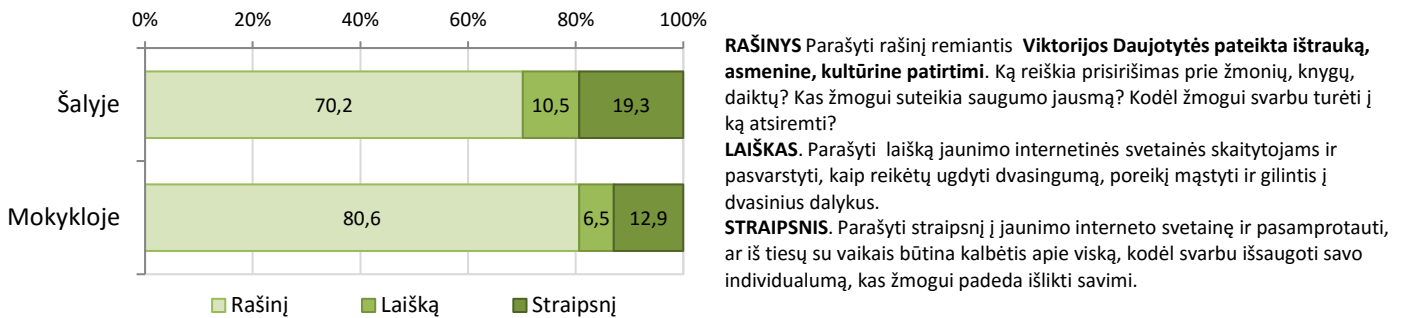 0% 20% 40% 60% 80% 100%
Šalyje
70,2 10,5 19,3
Mokykloje
80,6 6,5 12,9
Rašinį Laišką Straipsnį
RAŠINYS Parašyti rašinį remiantis Viktorijos Daujotytės pateikta ištrauką,
asmenine, kultūrine patirtimi. Ką reiškia prisirišimas prie žmonių, knygų,
daiktų? Kas žmogui suteikia saugumo jausmą? Kodėl žmogui svarbu turėti į
ką atsiremti?
LAIŠKAS. Parašyti laišką jaunimo internetinės svetainės skaitytojams ir
pasvarstyti, kaip reikėtų ugdyti dvasingumą, poreikį mąstyti ir gilintis į
dvasinius dalykus.
STRAIPSNIS. Parašyti straipsnį į jaunimo interneto svetainę ir pasamprotauti,
ar iš tiesų su vaikais būtina kalbėtis apie viską, kodėl svarbu išsaugoti savo
individualumą, kas žmogui padeda išlikti savimi.